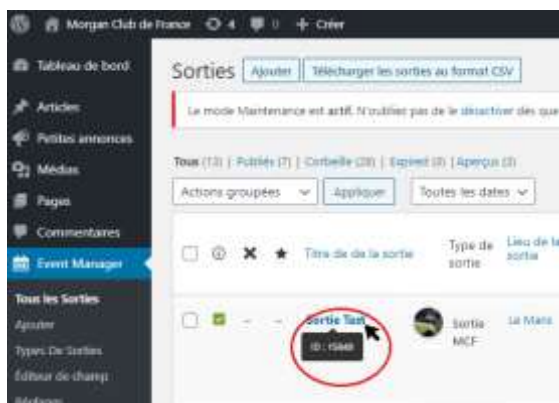 Morgan Club de France 4 0 + Créer
Tableau de bord
Articles
Petites annonces
Médias
Pages
Commentaires
Event Manager
Tous les Sorties
Ajouter
Types De Sorties
Éditeur de champ
Réglages
Sorties Ajouter Télécharger les sorties au format CSV
Le mode Maintenance est actif. N'oubliez pas de le désactiver dès que
Tous (13) | Publiés (7) | Corbeille (28) | Expirent (3) | Aperçus (3)
Actions groupées Appliquer Toutes les dates
Titre de de la sortie Type de sortie Lieu de la sortie
Sortie Test
Sortie MCF
Le Mans